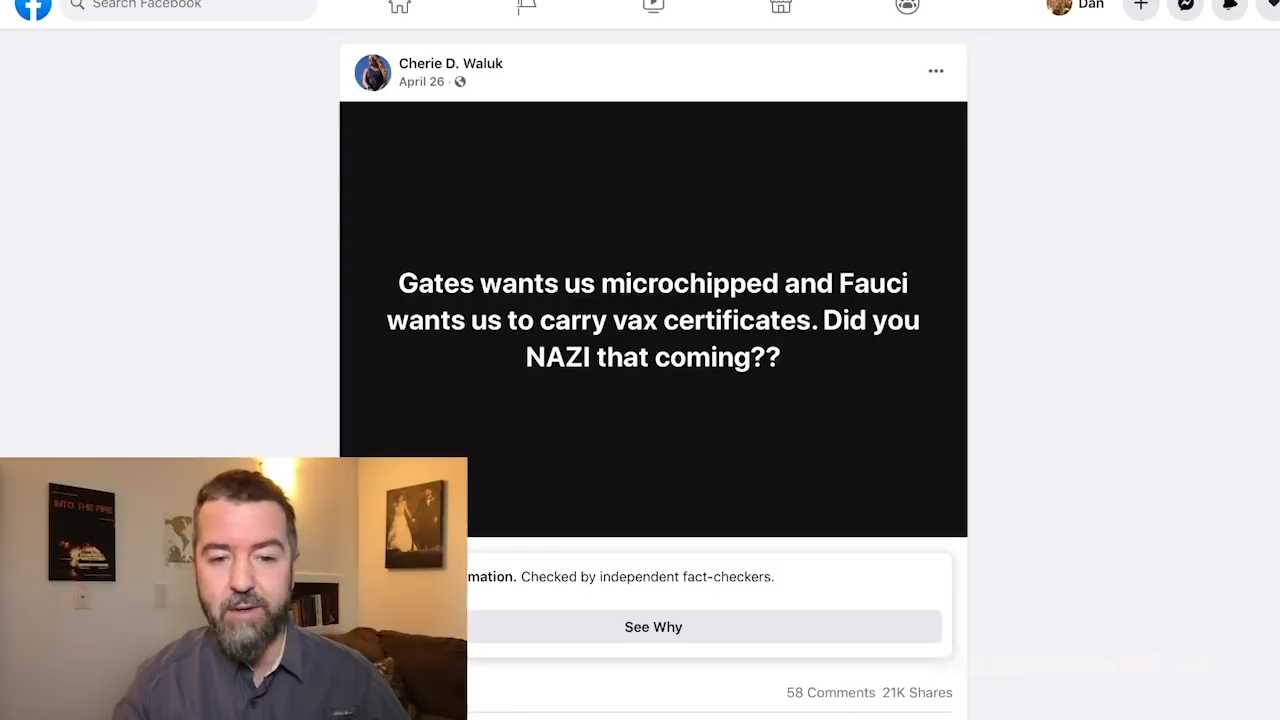 Search Facebook
Dan
Cherie D. Waluk
April 26 ·
Gates wants us microchipped and Fauci
wants us to carry vax certificates. Did you
NAZI that coming??
INTO THE FIRE
mation. Checked by independent fact-checkers.
See Why
58 Comments 21K Shares